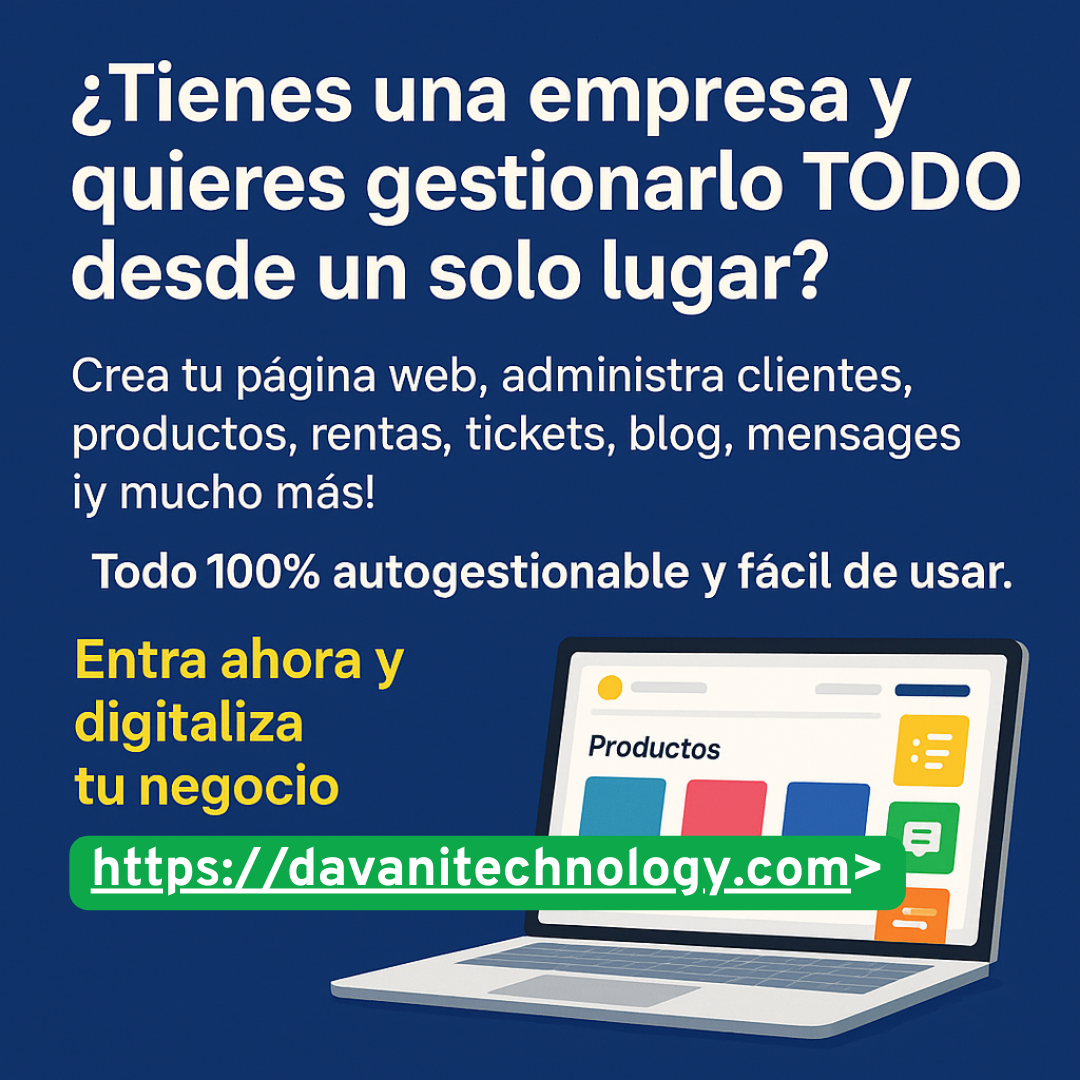 ¿Tienes una empresa y
quieres gestionarlo TODO
desde un solo lugar?
Crea tu página web, administra clientes,
productos, rentas, tickets, blog, mensages
¡y mucho más!
Todo 100% autogestionable y fácil de usar.
Entra ahora y
digitaliza
tu negocio
Productos
https://davanitechnology.com>